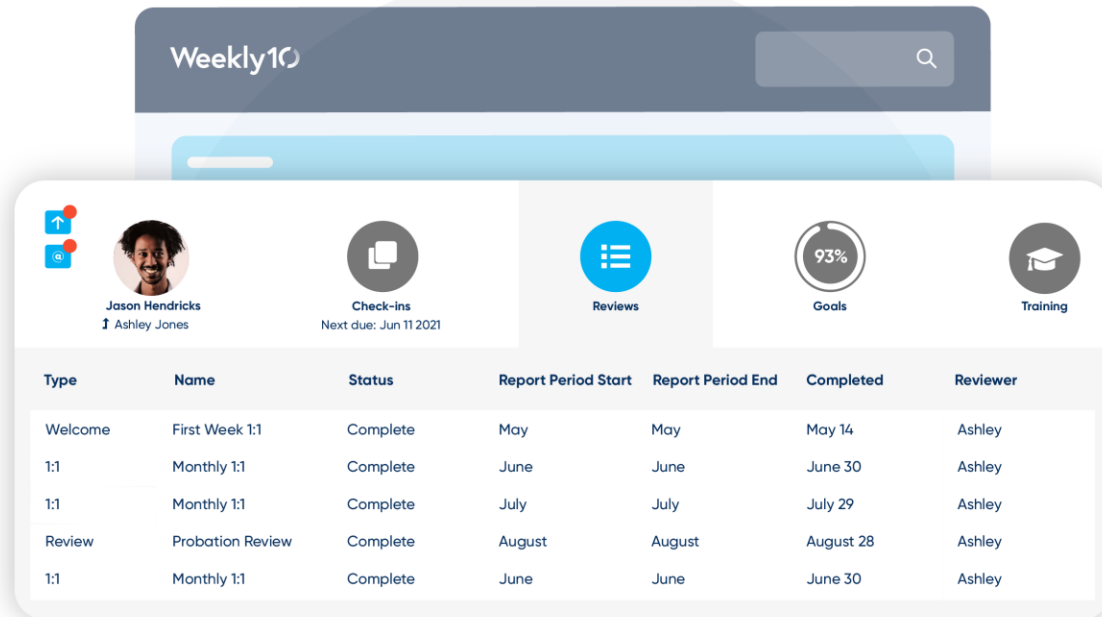 Weekly10
Jason Hendricks
Ashley Jones
Check-ins
Next due: Jun 11 2021
Reviews
93%
Goals
Training
Type Name Status Report Period Start Report Period End Completed Reviewer
Welcome First Week 1:1 Complete May May May 14 Ashley
1:1 Monthly 1:1 Complete June June June 30 Ashley
1:1 Monthly 1:1 Complete July July July 29 Ashley
Review Probation Review Complete August August August 28 Ashley
1:1 Monthly 1:1 Complete June June June 30 Ashley